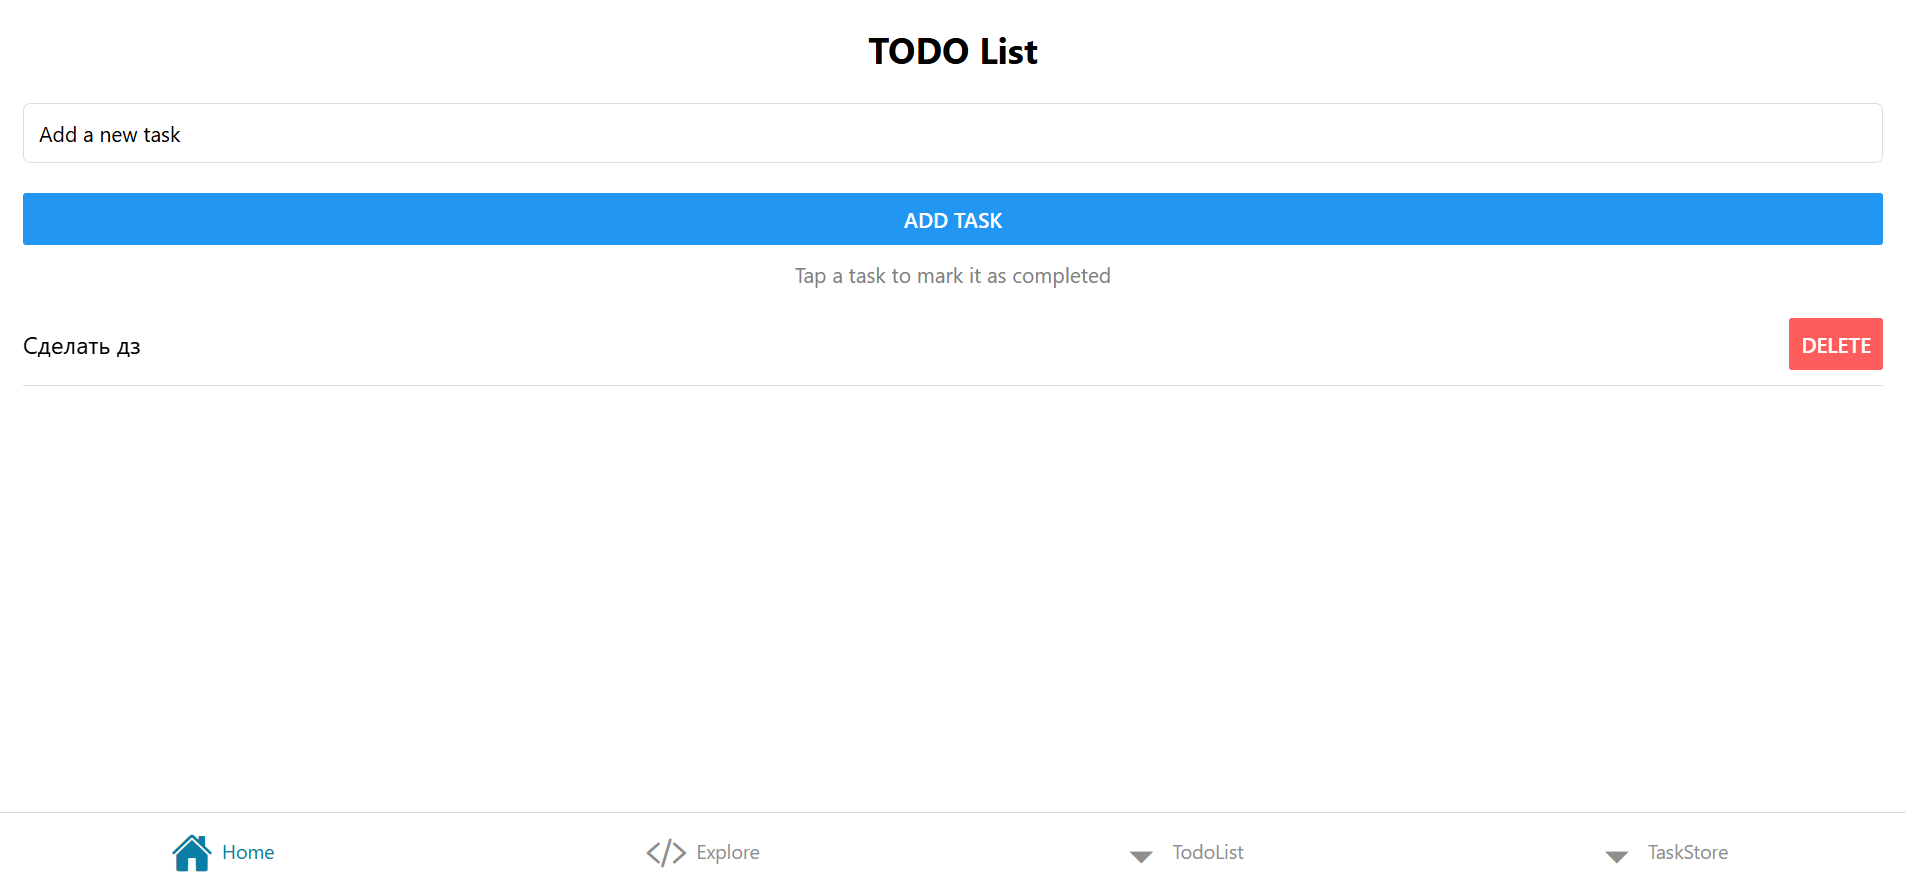 TODO List
Add a new task
ADD TASK
Tap a task to mark it as completed
Сделать дз
DELETE
Home
Explore
TodoList
TaskStore